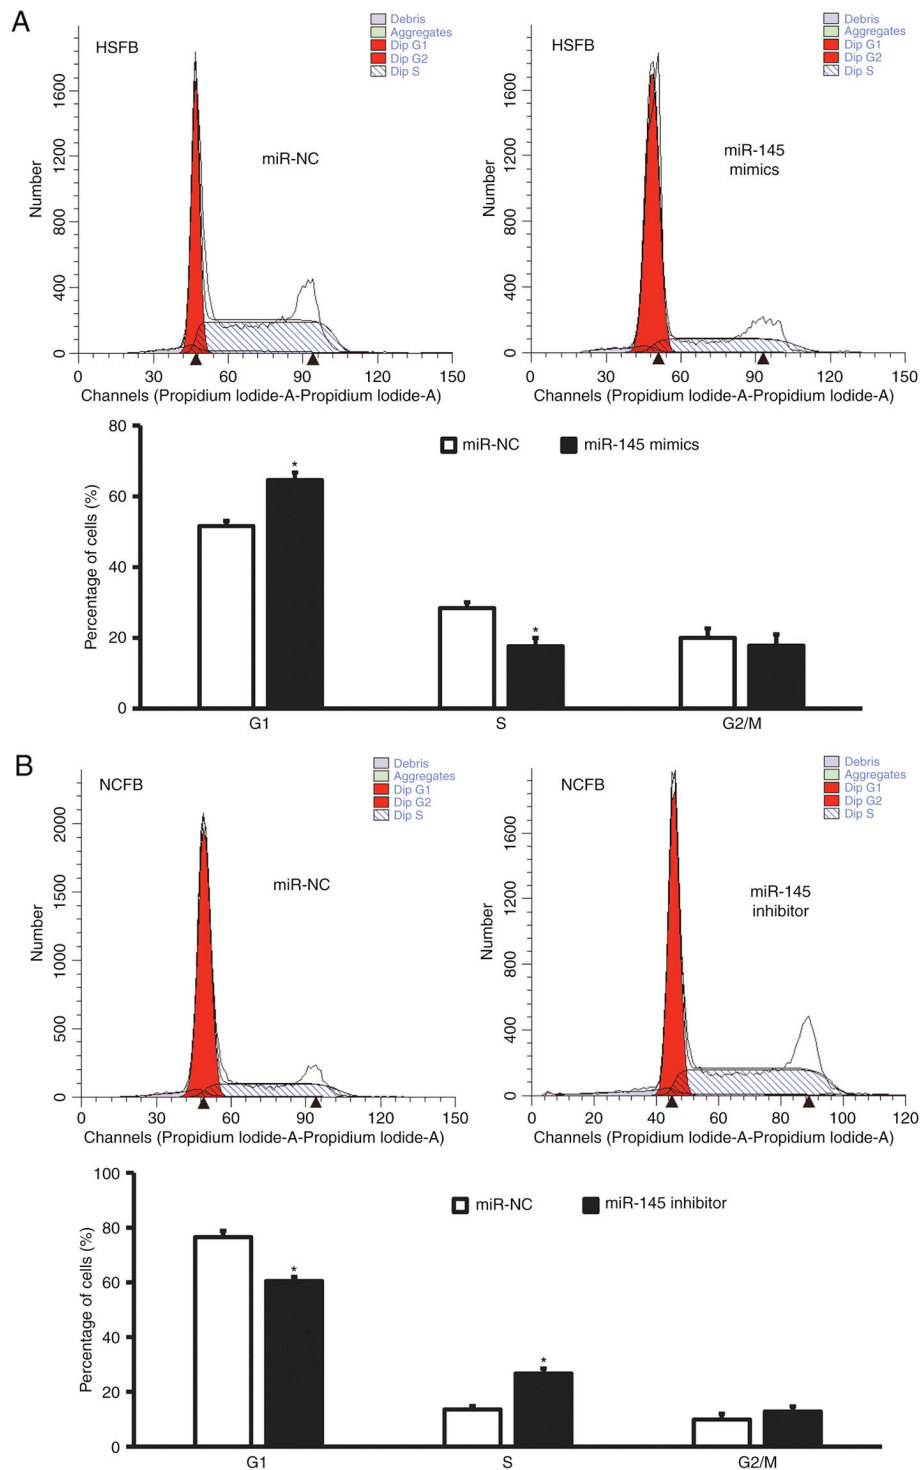 A
HSFB
Debris
Aggregates
Dip G1
Dip G2
Dip S
miR-NC
Number
1600
1200
800
400
0
0 30 60 90 120 150
Channels (Propidium Iodide-A-Propidium Iodide-A)
HSFB
Debris
Aggregates
Dip G1
Dip G2
Dip S
miR-145
mimics
Number
1600
1200
800
400
0
0 30 60 90 120 150
Channels (Propidium Iodide-A-Propidium Iodide-A)
Percentage of cells (%)
80
60
40
20
0
miR-NC miR-145 mimics
*
*
G1 S G2/M
B
NCFB
Debris
Aggregates
Dip G1
Dip G2
Dip S
miR-NC
Number
2000
1500
1000
500
0
0 30 60 90 120 150
Channels (Propidium Iodide-A-Propidium Iodide-A)
NCFB
Debris
Aggregates
Dip G1
Dip G2
Dip S
miR-145
inhibitor
Number
1600
1200
800
400
0
0 20 40 60 80 100 120
Channels (Propidium Iodide-A-Propidium Iodide-A)
Percentage of cells (%)
100
80
60
40
20
0
miR-NC miR-145 inhibitor
*
*
G1 S G2/M